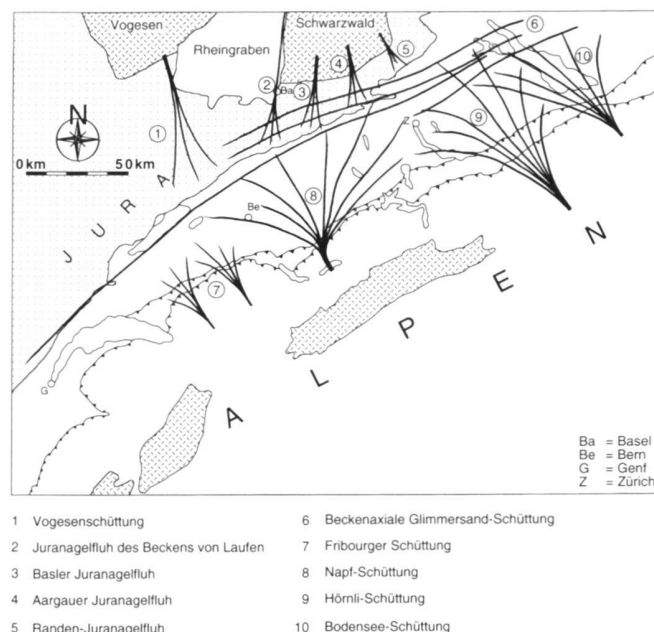 Vogesen
Schwarzwald
Rheingraben
6
5
4
10
2
Ba
3
N
1
Z
9
0 km 50 km
8
JURA
Be
7
N
E
P
G
L
A
Ba = Basel
Be = Bern
G = Genf
Z = Zürich
1 Vogesenschüttung
2 Juranagelfluh des Beckens von Laufen
3 Basler Juranagelfluh
4 Aargauer Juranagelfluh
5 Randen-Juranagelfluh
6 Beckenaxiale Glimmersand-Schüttung
7 Fribourger Schüttung
8 Napf-Schüttung
9 Hörnli-Schüttung
10 Bodensee-Schüttung